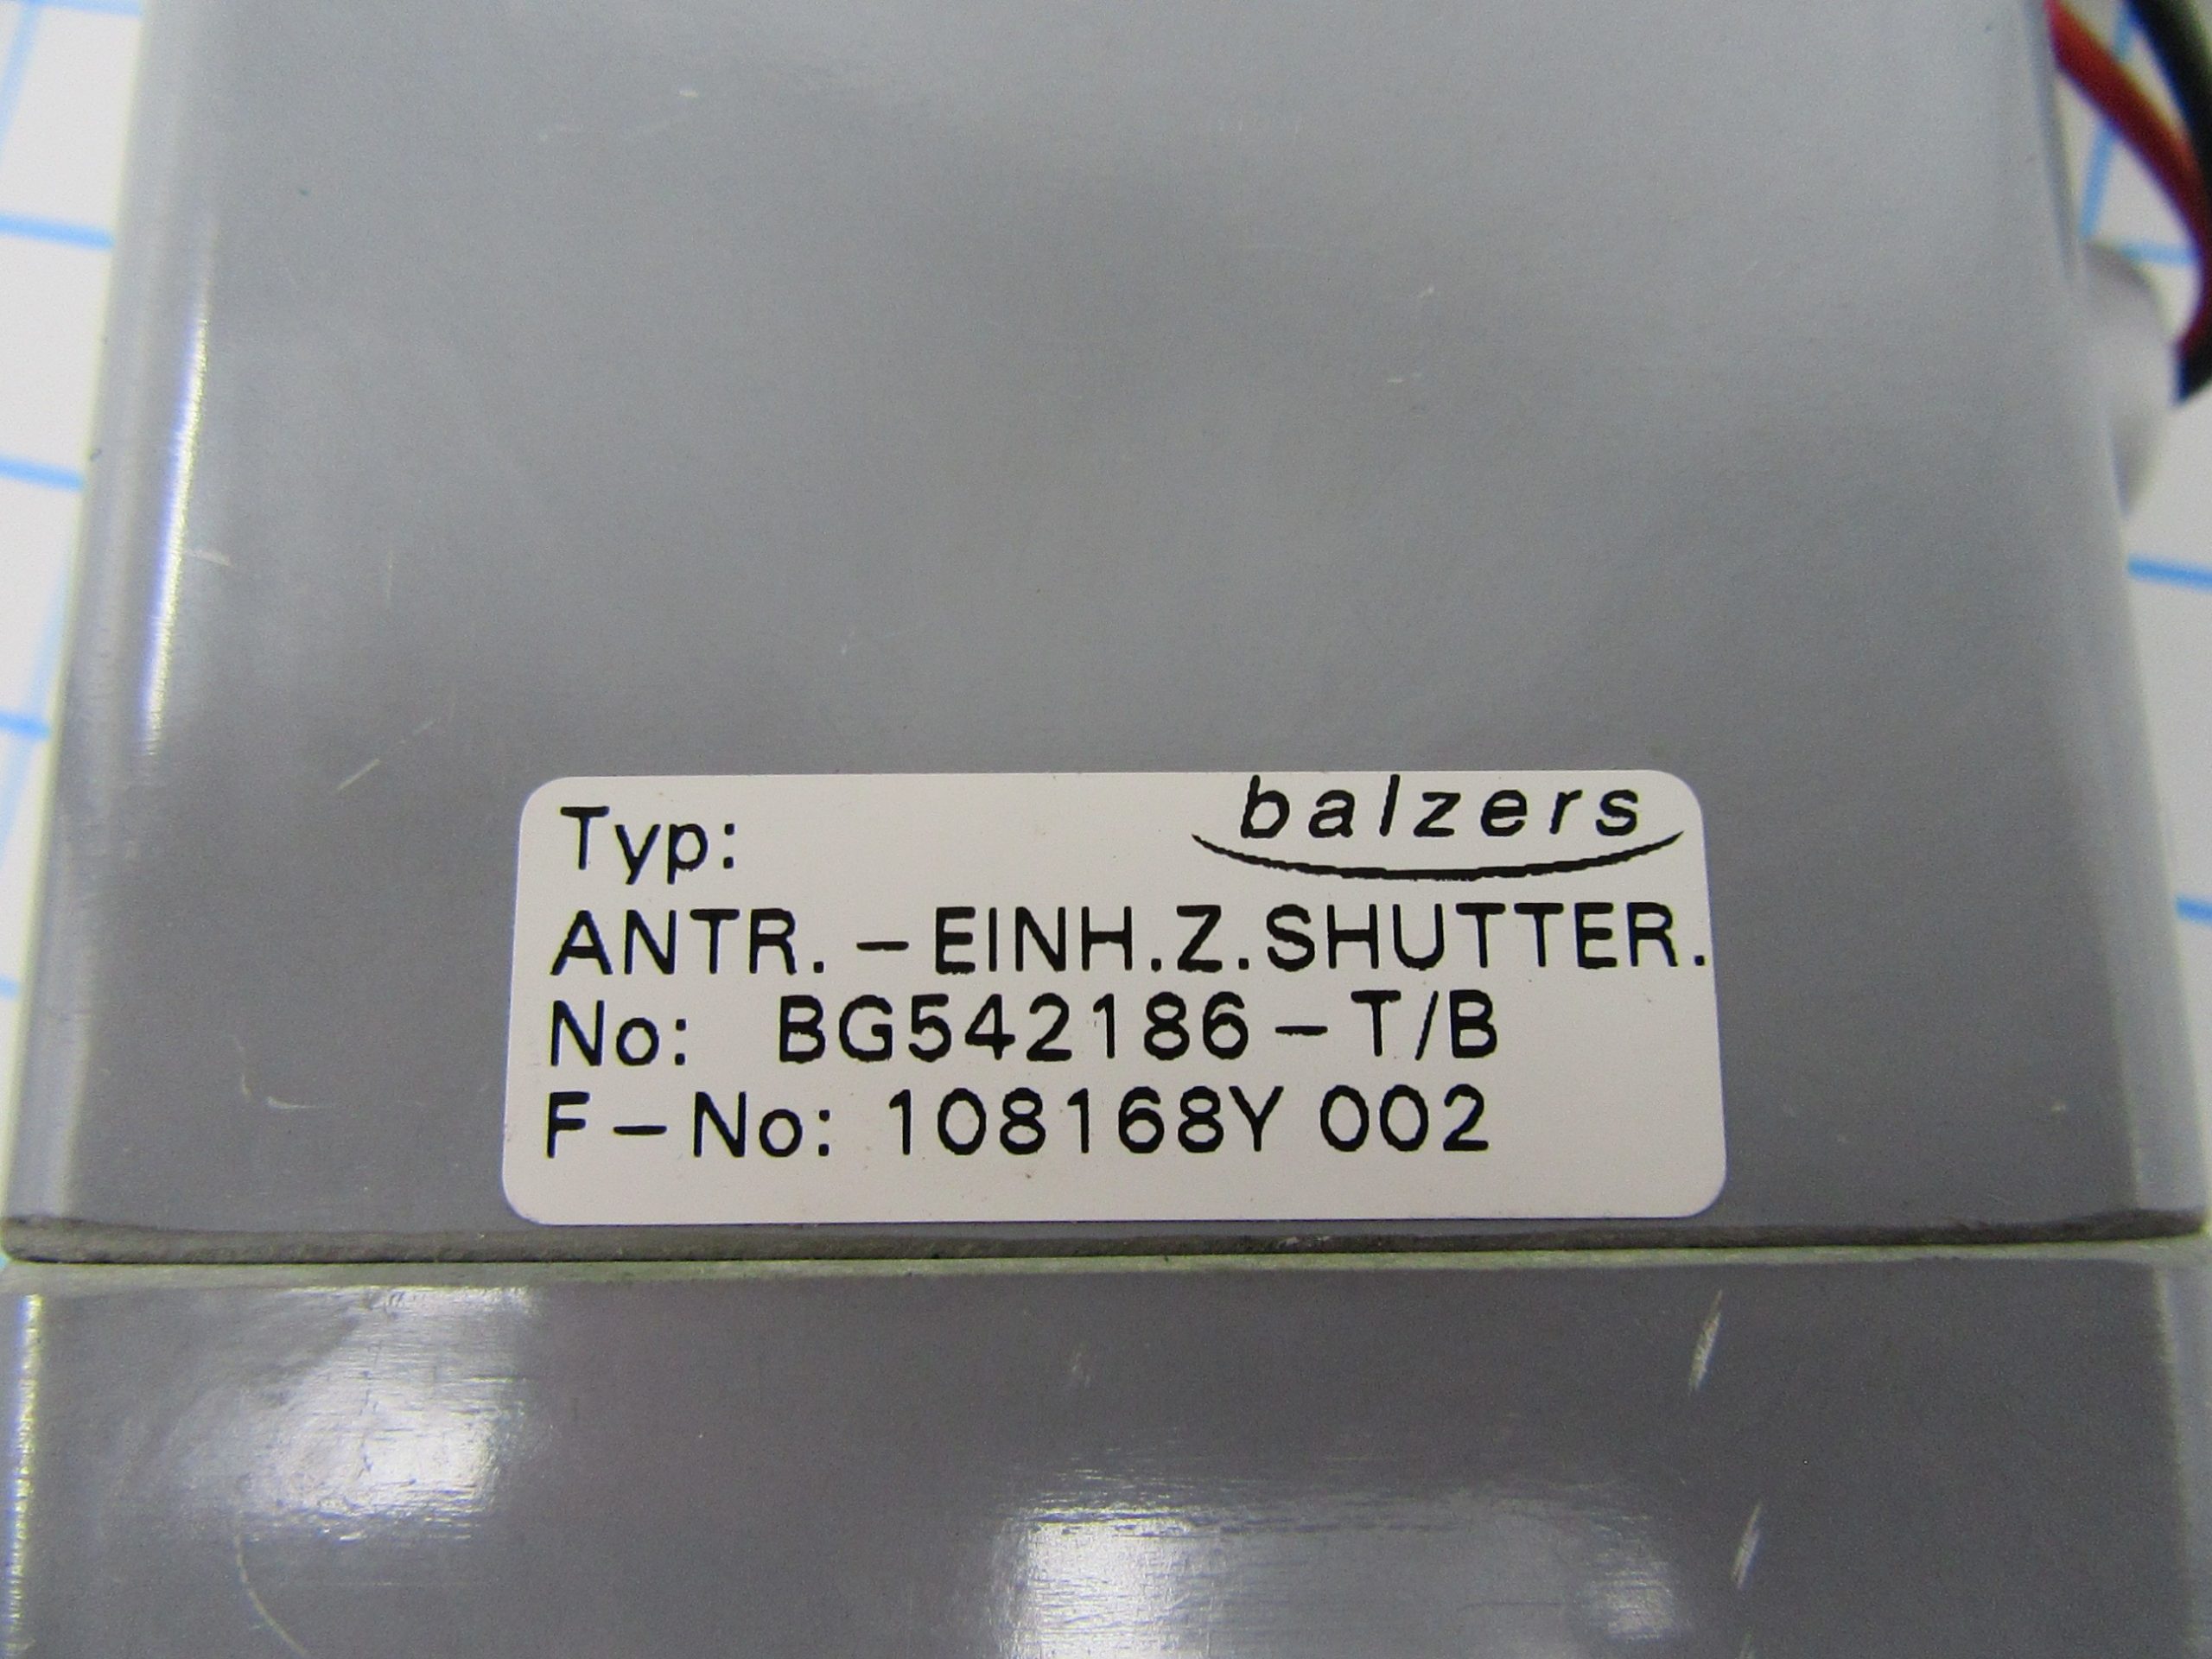 Typ: balzers
ANTR.-EINH.Z.SHUTTER.
No: BG542186-T/B
F-No: 108168Y 002